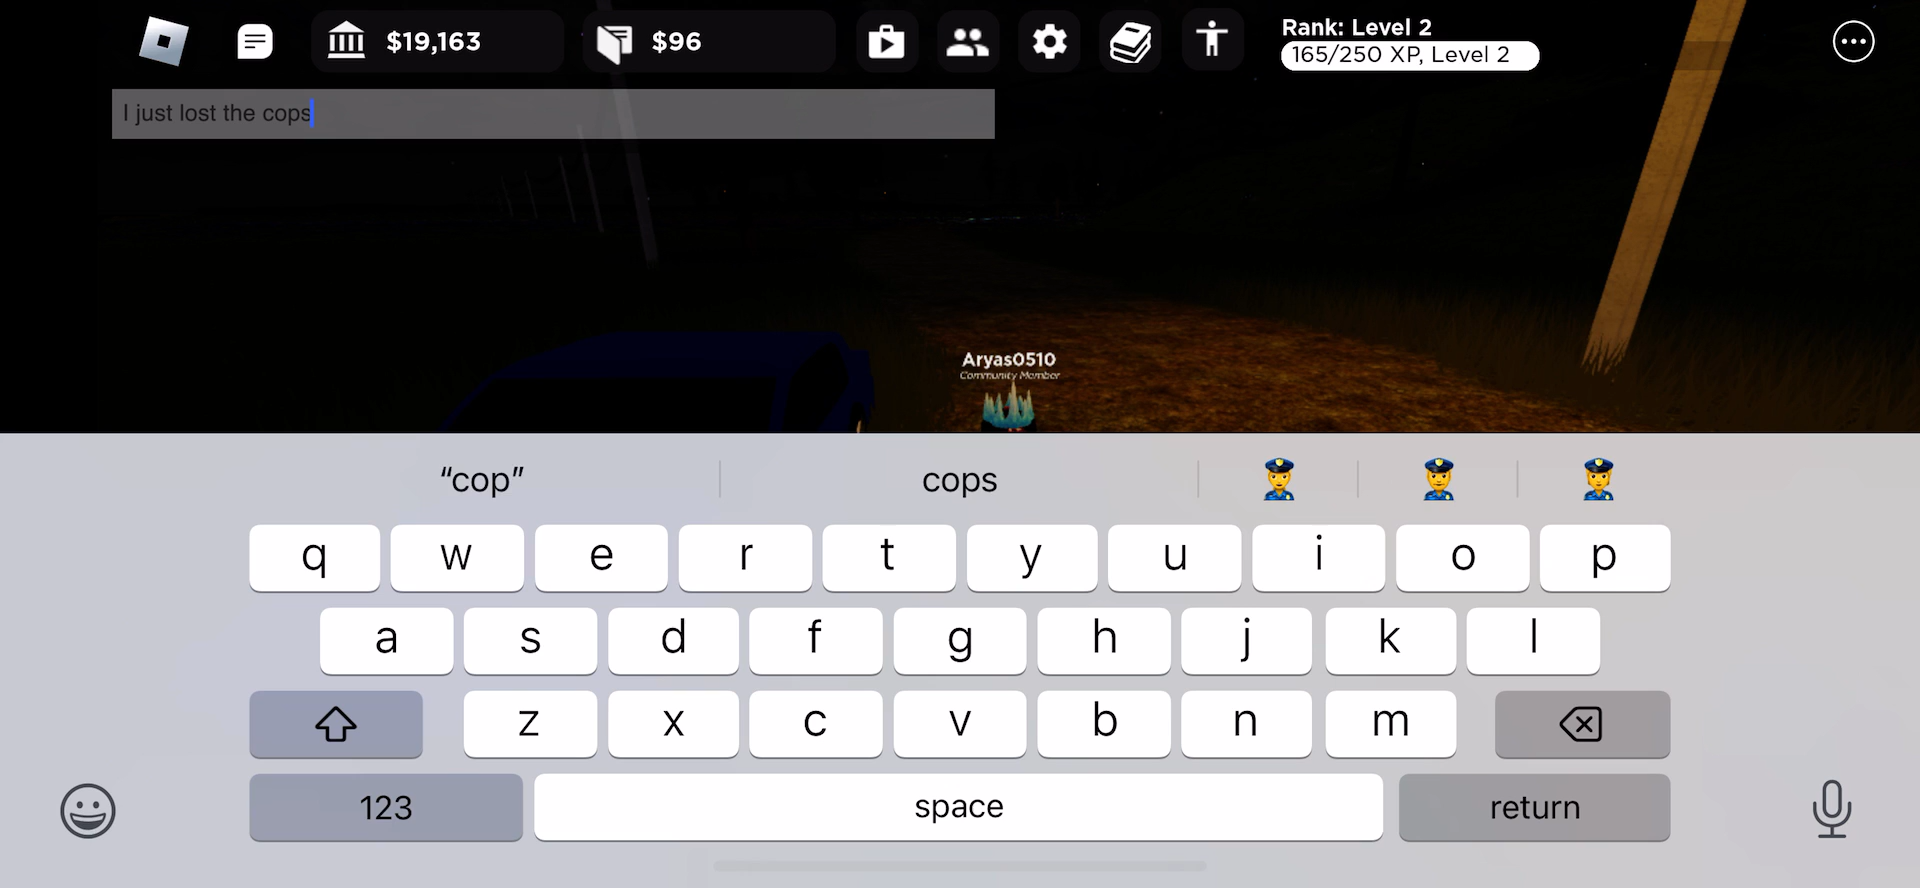 $19,163
$96
Rank: Level 2
165/250 XP, Level 2
I just lost the cops
Aryas0510
Community Member
“cop”
cops
q w e r t y u i o p
a s d f g h j k l
z x c v b n m
123
space
return